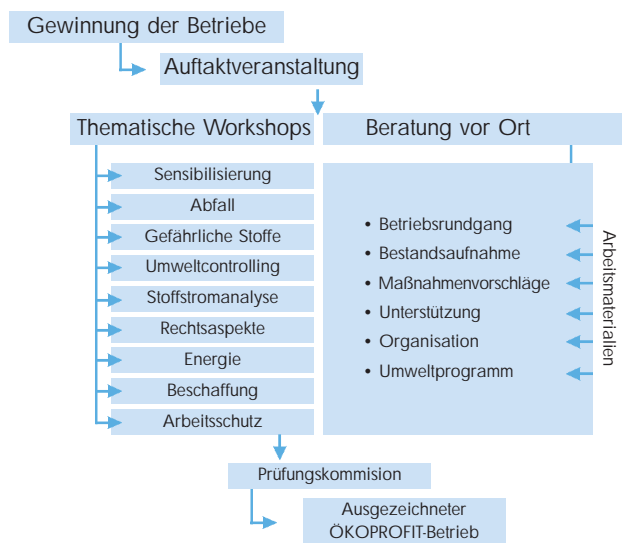 Gewinnung der Betriebe
Auftaktveranstaltung
Thematische Workshops
Sensibilisierung
Abfall
Gefährliche Stoffe
Umweltcontrolling
Stoffstromanalyse
Rechtsaspekte
Energie
Beschaffung
Arbeitsschutz
Beratung vor Ort
• Betriebsrundgang
• Bestandsaufnahme
• Maßnahmenvorschläge
• Unterstützung
• Organisation
• Umweltprogramm
Arbeitsmaterialien
Prüfungskommision
Ausgezeichneter
ÖKOPROFIT-Betrieb